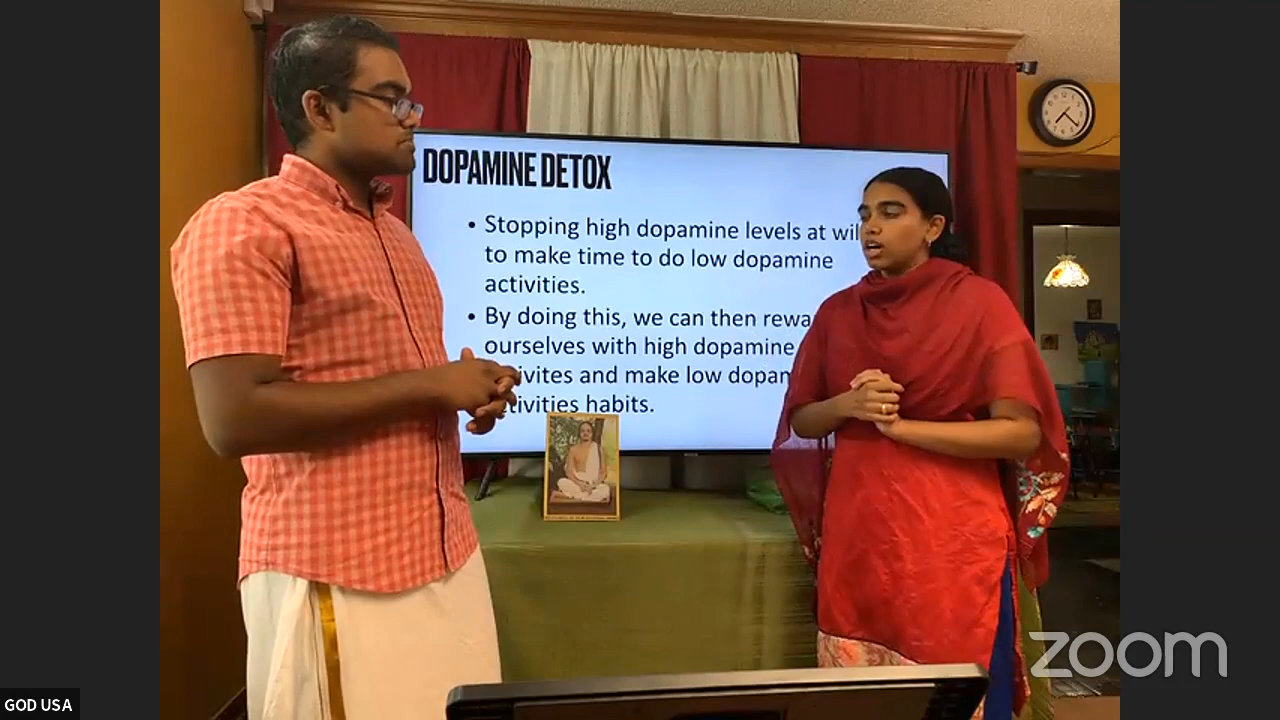 DOPAMINE DETOX
• Stopping high dopamine levels at
to make time to do low dopamine
activities.
• By doing this, we can then
ourselves with high dopamine
and make low
habits.
GOD USA
zoom